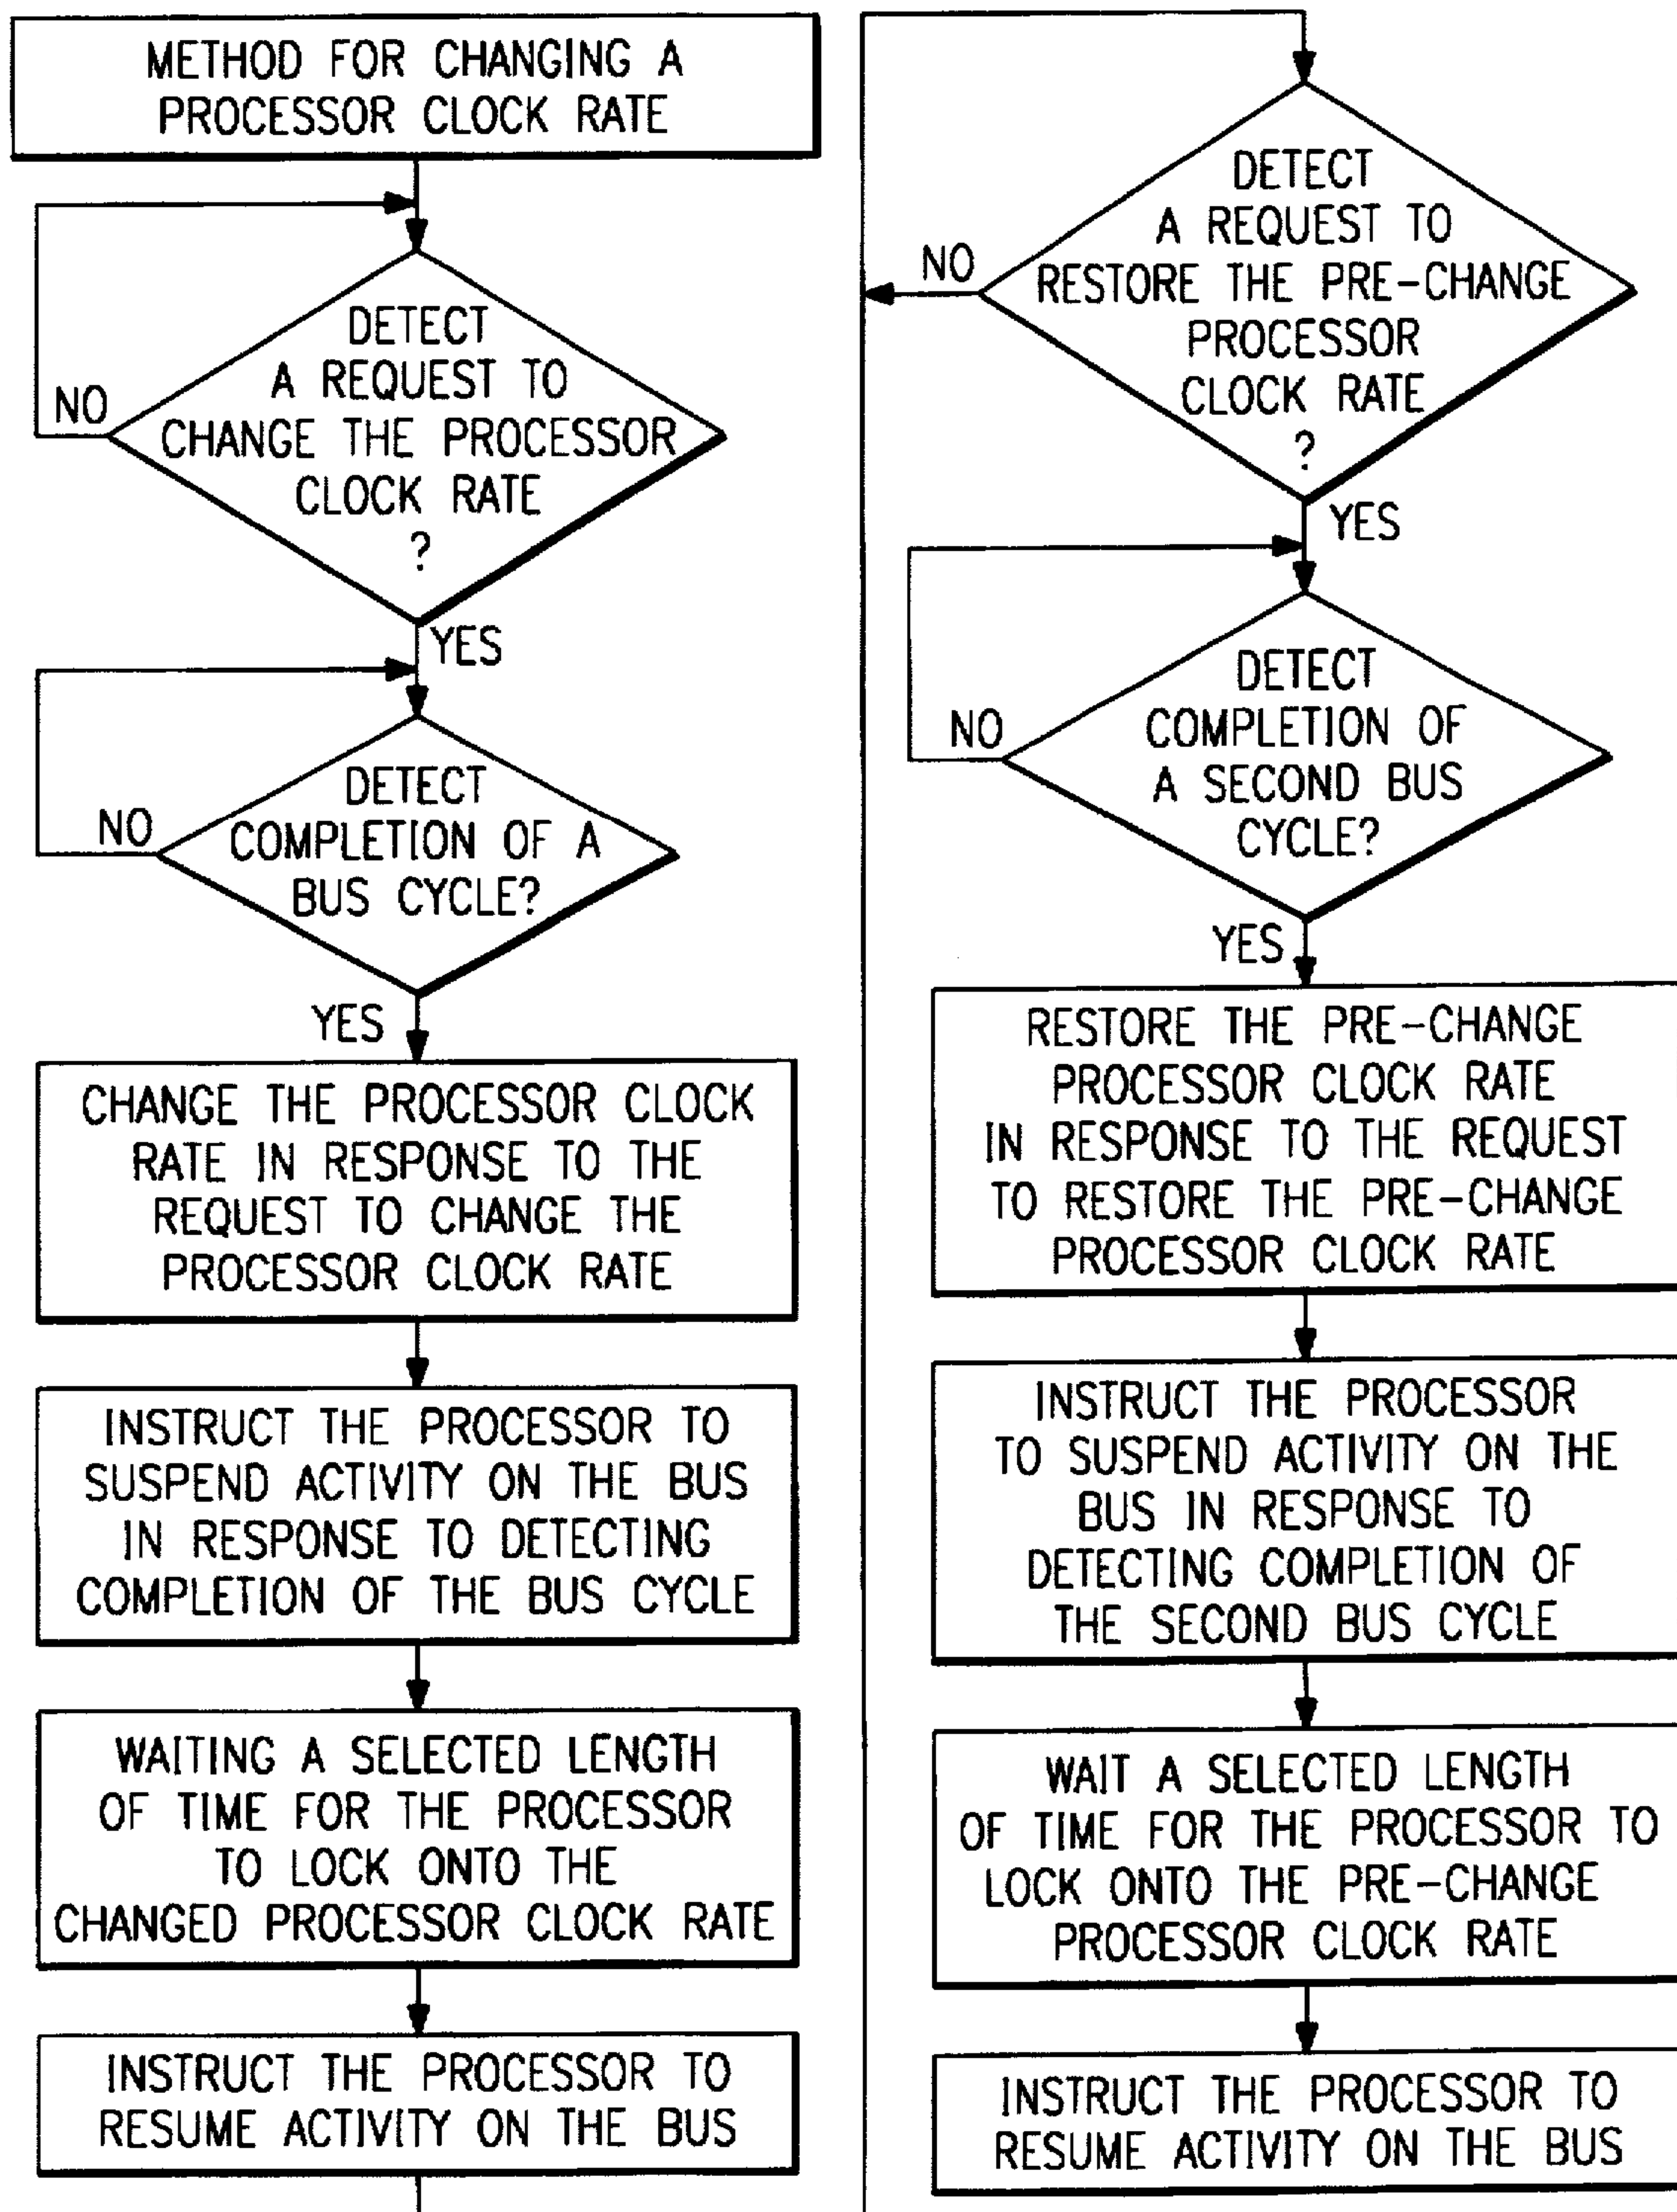 METHOD FOR CHANGING A
PROCESSOR CLOCK RATE
DETECT
A REQUEST TO
CHANGE THE PROCESSOR
CLOCK RATE
?
NO
YES
DETECT
COMPLETION OF A
BUS CYCLE?
NO
YES
CHANGE THE PROCESSOR CLOCK
RATE IN RESPONSE TO THE
REQUEST TO CHANGE THE
PROCESSOR CLOCK RATE
INSTRUCT THE PROCESSOR TO
SUSPEND ACTIVITY ON THE BUS
IN RESPONSE TO DETECTING
COMPLETION OF THE BUS CYCLE
WAITING A SELECTED LENGTH
OF TIME FOR THE PROCESSOR
TO LOCK ONTO THE
CHANGED PROCESSOR CLOCK RATE
INSTRUCT THE PROCESSOR TO
RESUME ACTIVITY ON THE BUS
DETECT
A REQUEST TO
RESTORE THE PRE-CHANGE
PROCESSOR
CLOCK RATE
?
NO
YES
DETECT
COMPLETION OF
A SECOND BUS
CYCLE?
NO
YES
RESTORE THE PRE-CHANGE
PROCESSOR CLOCK RATE
IN RESPONSE TO THE REQUEST
TO RESTORE THE PRE-CHANGE
PROCESSOR CLOCK RATE
INSTRUCT THE PROCESSOR
TO SUSPEND ACTIVITY ON THE
BUS IN RESPONSE TO
DETECTING COMPLETION OF
THE SECOND BUS CYCLE
WAIT A SELECTED LENGTH
OF TIME FOR THE PROCESSOR TO
LOCK ONTO THE PRE-CHANGE
PROCESSOR CLOCK RATE
INSTRUCT THE PROCESSOR TO
RESUME ACTIVITY ON THE BUS